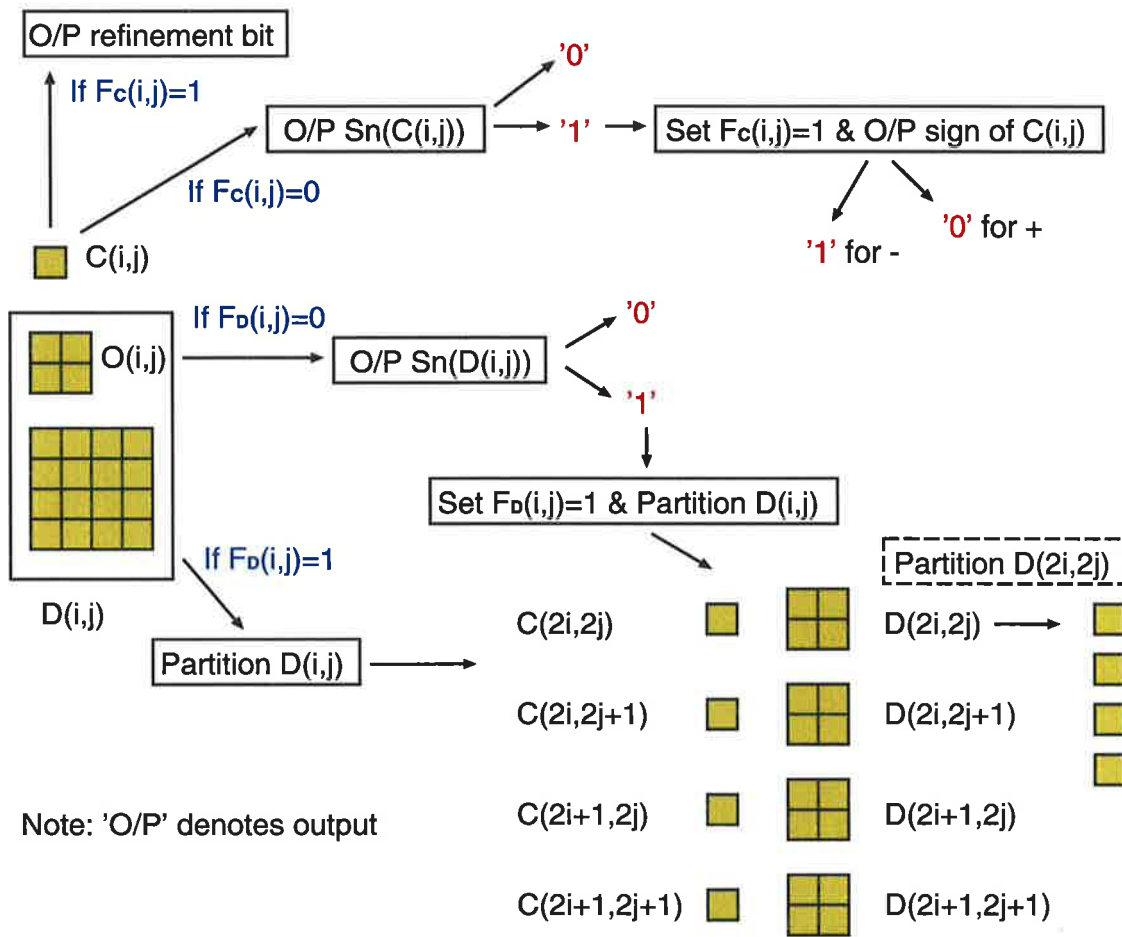 O/P refinement bit
If Fc(i,j)=1
'0'
O/P Sn(C(i,j))
'1'
Set Fc(i,j)=1 & O/P sign of C(i,j)
If Fc(i,j)=0
'0' for +
'1' for -
C(i,j)
If FD(i,j)=0
'0'
O(i,j)
O/P Sn(D(i,j))
'1'
Set FD(i,j)=1 & Partition D(i,j)
If FD(i,j)=1
Partition D(2i,2j)
D(i,j)
C(2i,2j)
D(2i,2j)
Partition D(i,j)
C(2i,2j+1)
D(2i,2j+1)
Note: 'O/P' denotes output
C(2i+1,2j)
D(2i+1,2j)
C(2i+1,2j+1)
D(2i+1,2j+1)